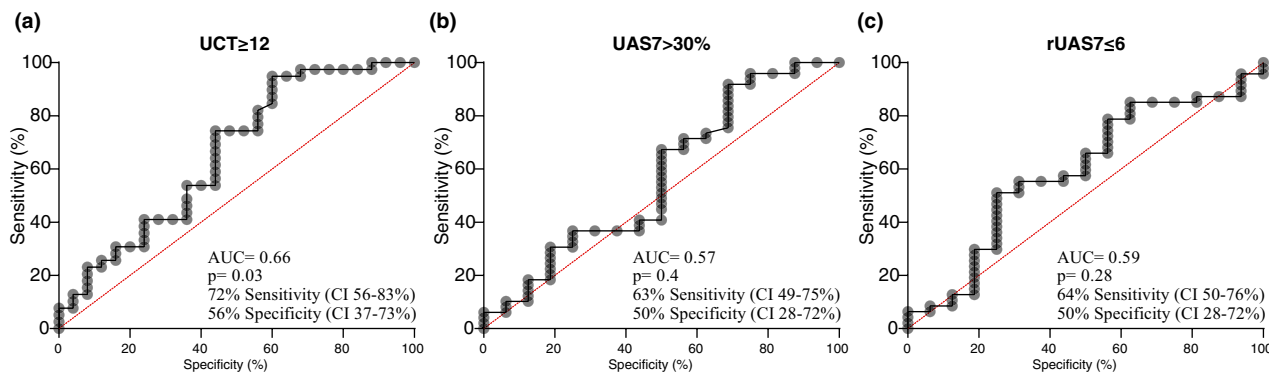 (a)
UCT≥12
100
80
60
40
20
0
Sensitivity (%)
AUC= 0.66
p= 0.03
72% Sensitivity (CI 56-83%)
56% Specificity (CI 37-73%)
0 20 40 60 80 100
Specificity (%)
(b)
UAS7>30%
100
80
60
40
20
0
Sensitivity (%)
AUC= 0.57
p= 0.4
63% Sensitivity (CI 49-75%)
50% Specificity (CI 28-72%)
0 20 40 60 80 100
Specificity (%)
(c)
rUAS7≤6
100
80
60
40
20
0
Sensitivity (%)
AUC= 0.59
p= 0.28
64% Sensitivity (CI 50-76%)
50% Specificity (CI 28-72%)
0 20 40 60 80 100
Specificity (%)